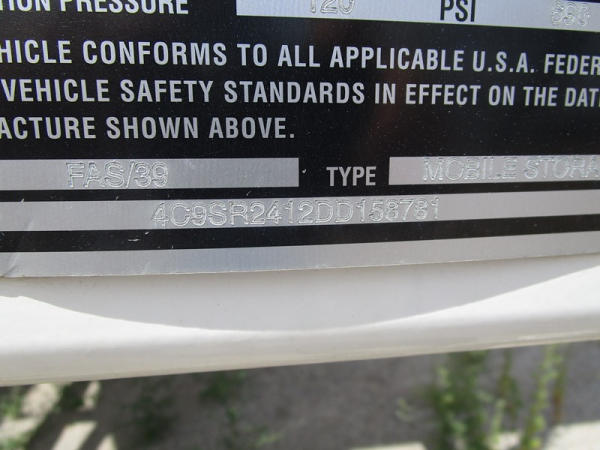 TION PRESSURE 120 PSI
HICLE CONFORMS TO ALL APPLICABLE U.S.A. FEDER
VEHICLE SAFETY STANDARDS IN EFFECT ON THE DAT
ACTURE SHOWN ABOVE.
FAS/39 TYPE MOBILE STORA
4C9SR2412DD158781